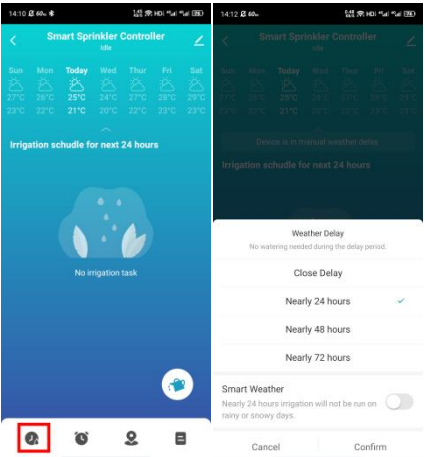 14:10
Smart Sprinkler Controller
Idle
Sun Mon Today Wed Thur Fri Sat
27°C 26°C 25°C 24°C 27°C 28°C 29°C
23°C 22°C 21°C 20°C 22°C 23°C 23°C
Irrigation schudle for next 24 hours
No irrigation task
14:12
Smart Sprinkler Controller
Idle
Sun Mon Today Wed Thur Fri Sat
25°C
21°C
Device is in manual weather delay
Irrigation schudle for next 24 hours
Weather Delay
No watering needed during the delay period.
Close Delay
Nearly 24 hours
Nearly 48 hours
Nearly 72 hours
Smart Weather
Nearly 24 hours irrigation will not be run on
rainy or snowy days.
Cancel Confirm